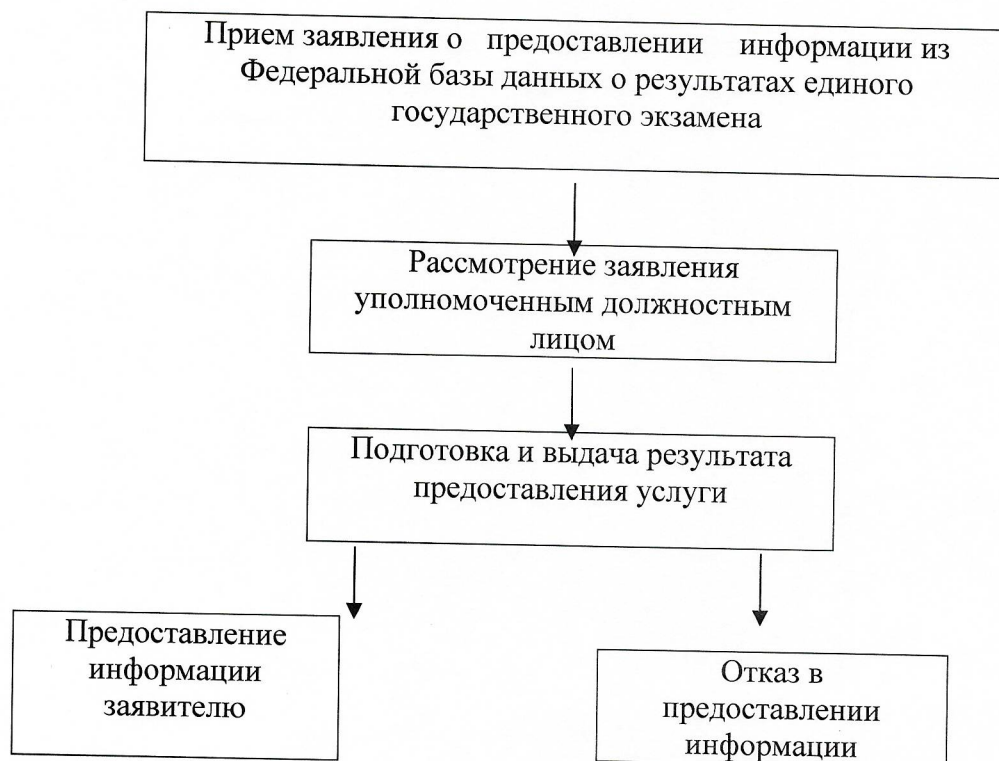 Прием заявления о предоставлении информации из
Федеральной базы данных о результатах единого
государственного экзамена
Рассмотрение заявления
уполномоченным должностным
лицом
Подготовка и выдача результата
предоставления услуги
Предоставление
информации
заявителю
Отказ в
предоставлении
информации